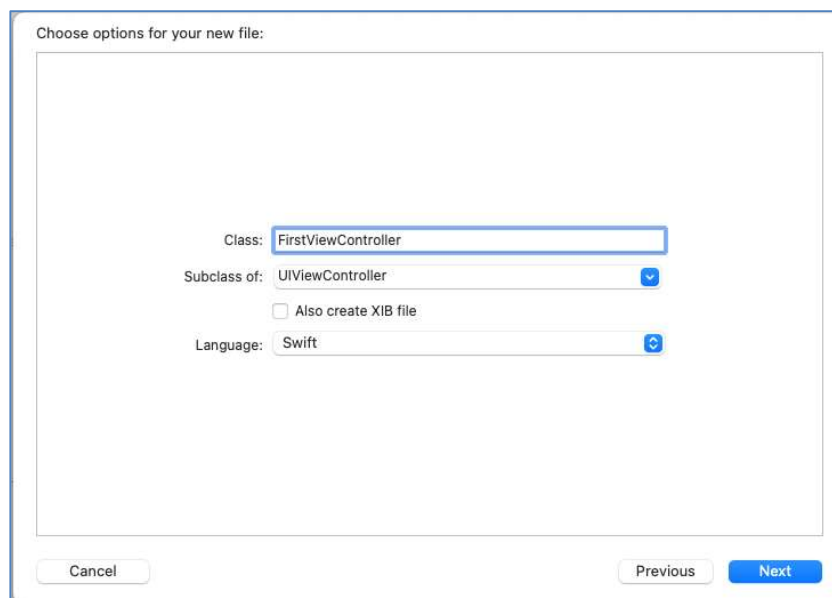 Choose options for your new file:
Class: FirstViewController
Subclass of: UIViewController
Also create XIB file
Language: Swift
Cancel Previous Next